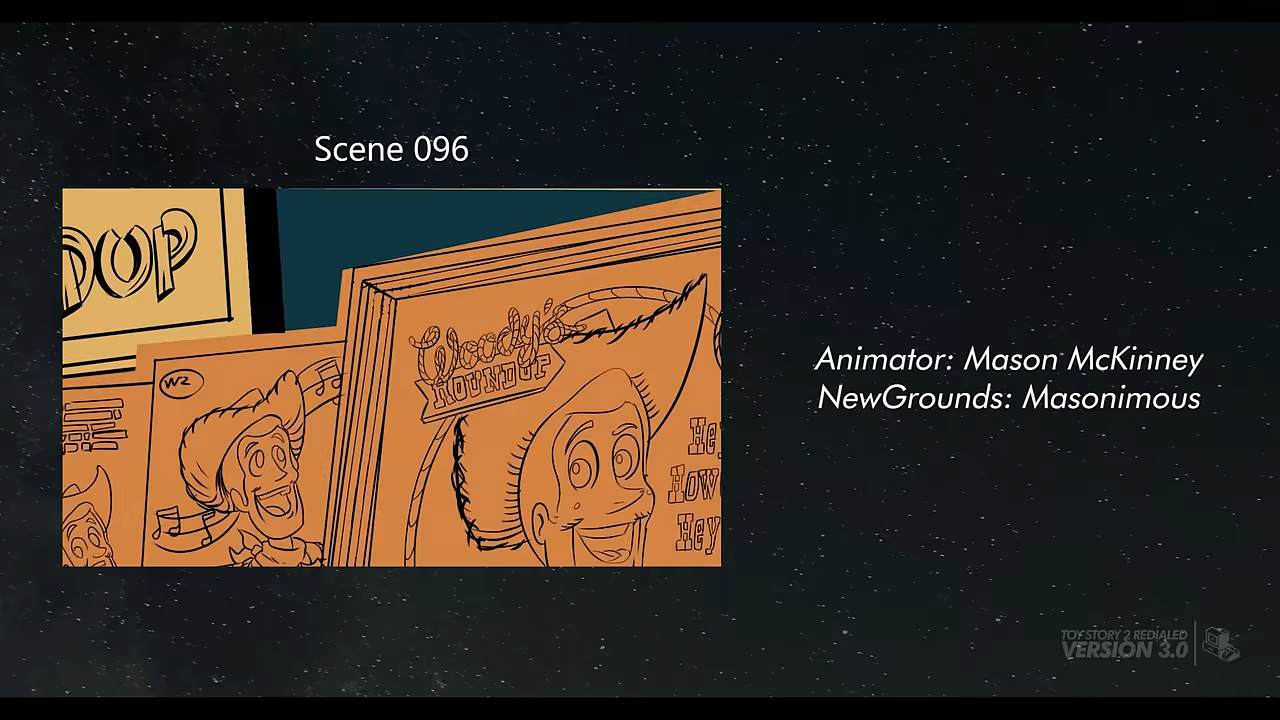 Scene 096
OUP
W2
Woody's
ROUNDUP
Hey
How
Hey
Animator: Mason McKinney
NewGrounds: Masonimous
TOY STORY 2 REDIALED
VERSION 3.0